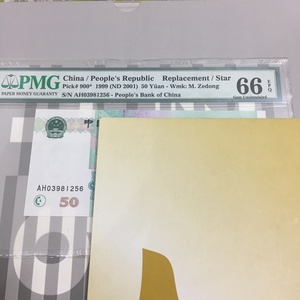 PMG
PAPER MONEY GUARANTY
China / People's Republic Replacement / Star
Pick# 900* 1999 (ND 2001) 50 Yüan - Wmk: M. Zedong
S/N AH03981256 - People's Bank of China
66 EPQ
Gem Uncirculated
中
AH03981256
50